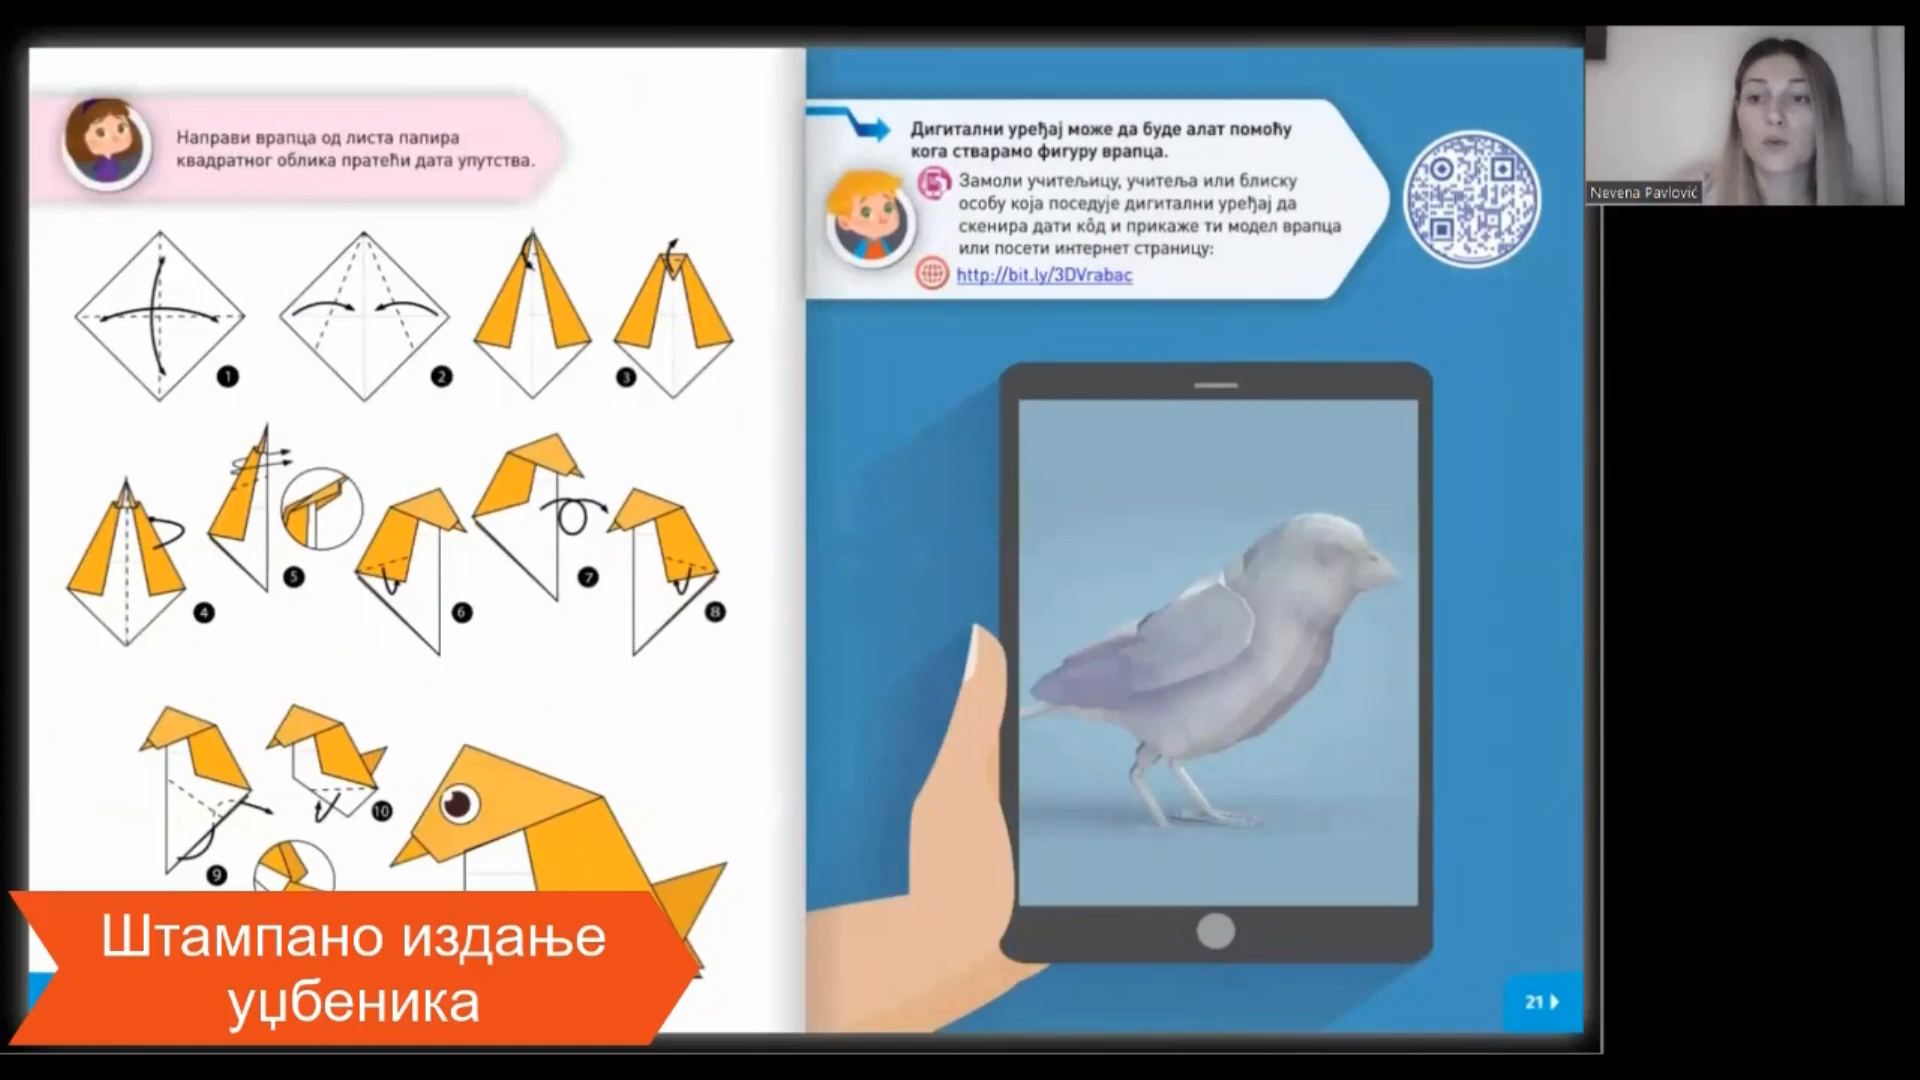 Направи врапца од листа папира
квадратног облика пратећи дата упутства.
1
2
3
4
5
6
7
8
9
10
Штампано издање
уџбеника
Дигитални уређај може да буде алат помоћу
кога стварамо фигуру врапца.
Замоли учитељицу, учитеља или блиску
особу која поседује дигитални уређај да
скенира дати кôд и прикаже ти модел врапца
или посети интернет страницу:
http://bit.ly/3DVrabac
21
Nevena Pavlović